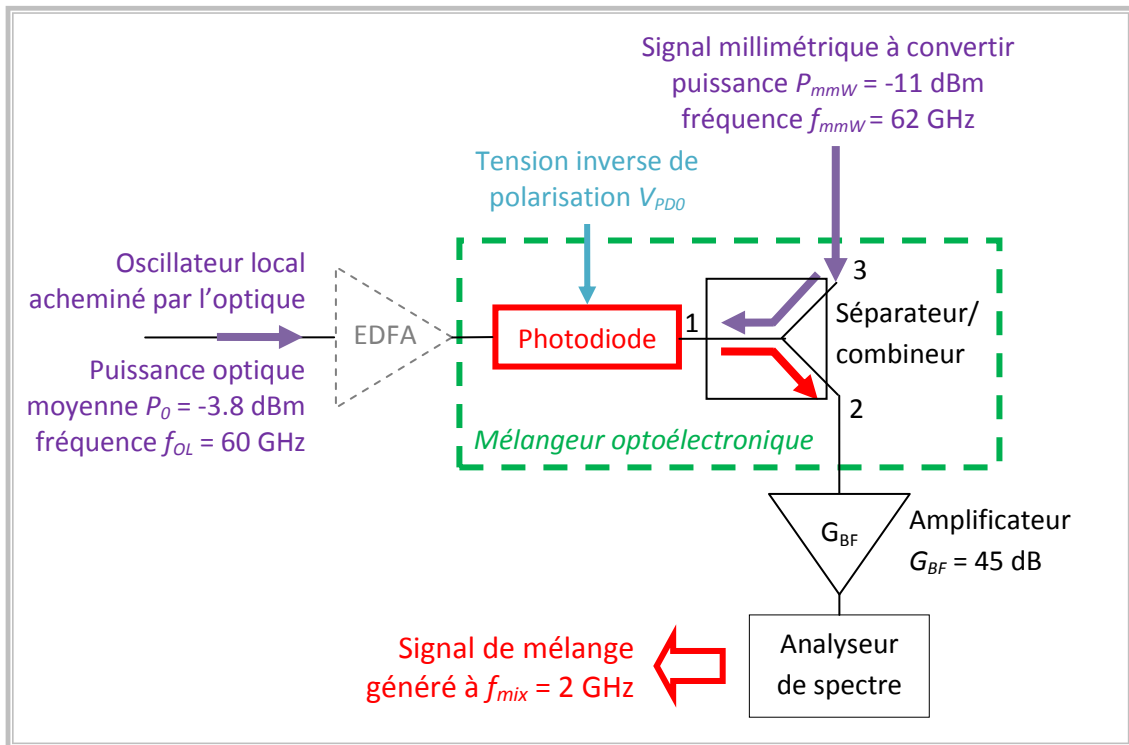 Signal millimétrique à convertir
puissance PmmW = -11 dBm
fréquence fmmW = 62 GHz
Tension inverse de
polarisation VPD0
Oscillateur local
acheminé par l'optique
EDFA
Photodiode
1
3
Séparateur/
combineur
2
Puissance optique
moyenne P0 = -3.8 dBm
fréquence fOL = 60 GHz
Mélangeur optoélectronique
GBF
Amplificateur
GBF = 45 dB
Signal de mélange
généré à fmix = 2 GHz
Analyseur
de spectre